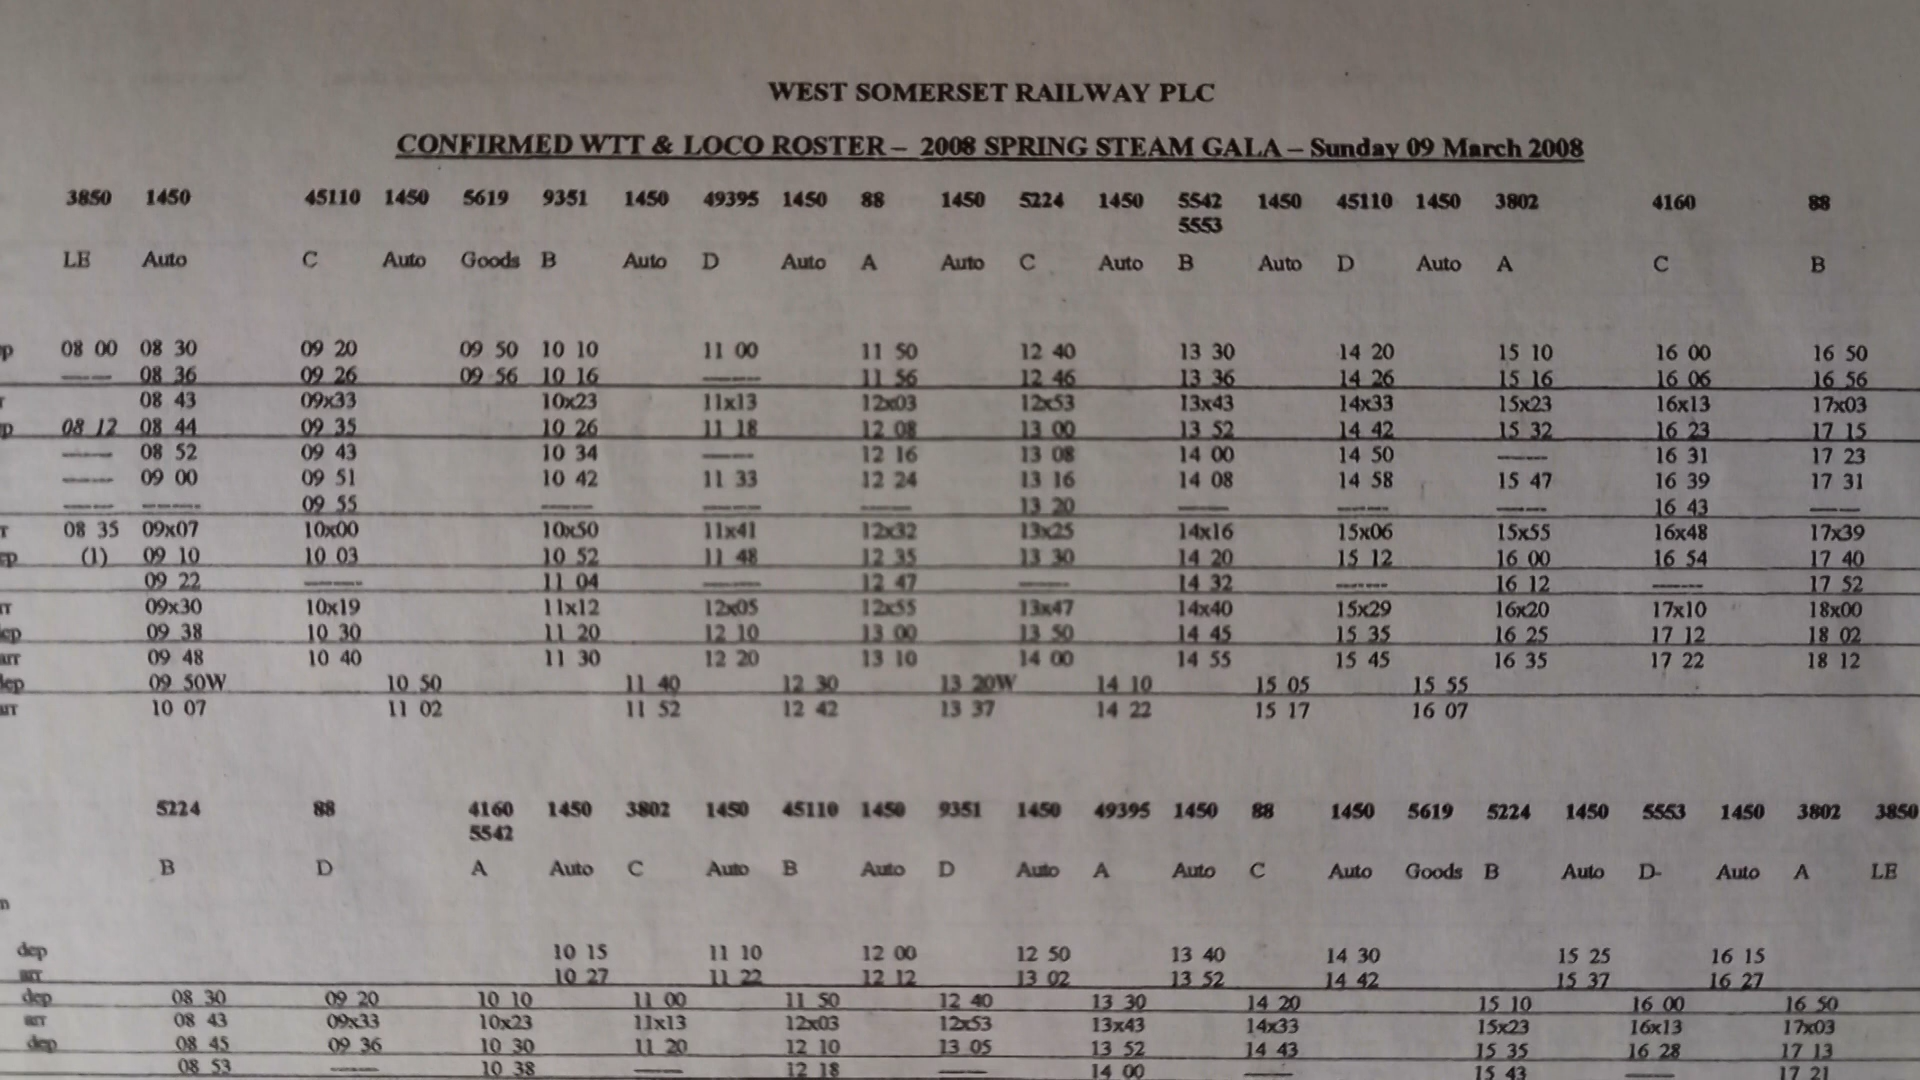 WEST SOMERSET RAILWAY PLC
CONFIRMED WTT & LOCO ROSTER – 2008 SPRING STEAM GALA – Sunday 09 March 2008
3850 1450 45110 1450 5619 9351 1450 49395 1450 88 1450 5224 1450 5542 1450 45110 1450 3802 4160 88
5553
LE Auto C Auto Goods B Auto D Auto A Auto C Auto B Auto D Auto A C B
08 00 08 30 09 20 09 50 10 10 11 00 11 50 12 40 13 30 14 20 15 10 16 00 16 50
—— 08 36 09 26 09 56 10 16 —— 11 56 12 46 13 36 14 26 15 16 16 06 16 56
08 43 09x33 10x23 11x13 12x03 12x53 13x43 14x33 15x23 16x13 17x03
08 12 08 44 09 35 10 26 11 18 12 08 13 00 13 52 14 42 15 32 16 23 17 15
—— 08 52 09 43 10 34 —— 12 16 13 08 14 00 14 50 —— 16 31 17 23
—— 09 00 09 51 10 42 11 33 12 24 13 16 14 08 14 58 15 47 16 39 17 31
—— —— 09 55 —— —— —— 13 20 —— —— —— 16 43 ——
08 35 09x07 10x00 10x50 11x41 12x32 13x25 14x16 15x06 15x55 16x48 17x39
(1) 09 10 10 03 10 52 11 48 12 35 13 30 14 20 15 12 16 00 16 54 17 40
09 22 —— 11 04 —— 12 47 —— 14 32 —— 16 12 —— 17 52
09x30 10x19 11x12 12x05 12x55 13x47 14x40 15x29 16x20 17x10 18x00
09 38 10 30 11 20 12 10 13 00 13 50 14 45 15 35 16 25 17 12 18 02
arr 09 48 10 40 11 30 12 20 13 10 14 00 14 55 15 45 16 35 17 22 18 12
dep 09 50W 10 50 11 40 12 30 13 20W 14 10 15 05 15 55
arr 10 07 11 02 11 52 12 42 13 37 14 22 15 17 16 07
5224 88 4160 1450 3802 1450 45110 1450 9351 1450 49395 1450 88 1450 5619 5224 1450 5553 1450 3802 3850
5542
B D A Auto C Auto B Auto D Auto A Auto C Auto Goods B Auto D- Auto A LE
dep 10 15 11 10 12 00 12 50 13 40 14 30 15 25 16 15
arr 10 27 11 22 12 12 13 02 13 52 14 42 15 37 16 27
dep 08 30 09 20 10 10 11 00 11 50 12 40 13 30 14 20 15 10 16 00 16 50
arr 08 43 09x33 10x23 11x13 12x03 12x53 13x43 14x33 15x23 16x13 17x03
dep 08 45 09 36 10 30 11 20 12 10 13 05 13 52 14 43 15 35 16 28 17 13
08 53 —— 10 38 —— 12 18 —— 14 00 —— 15 43 —— 17 21